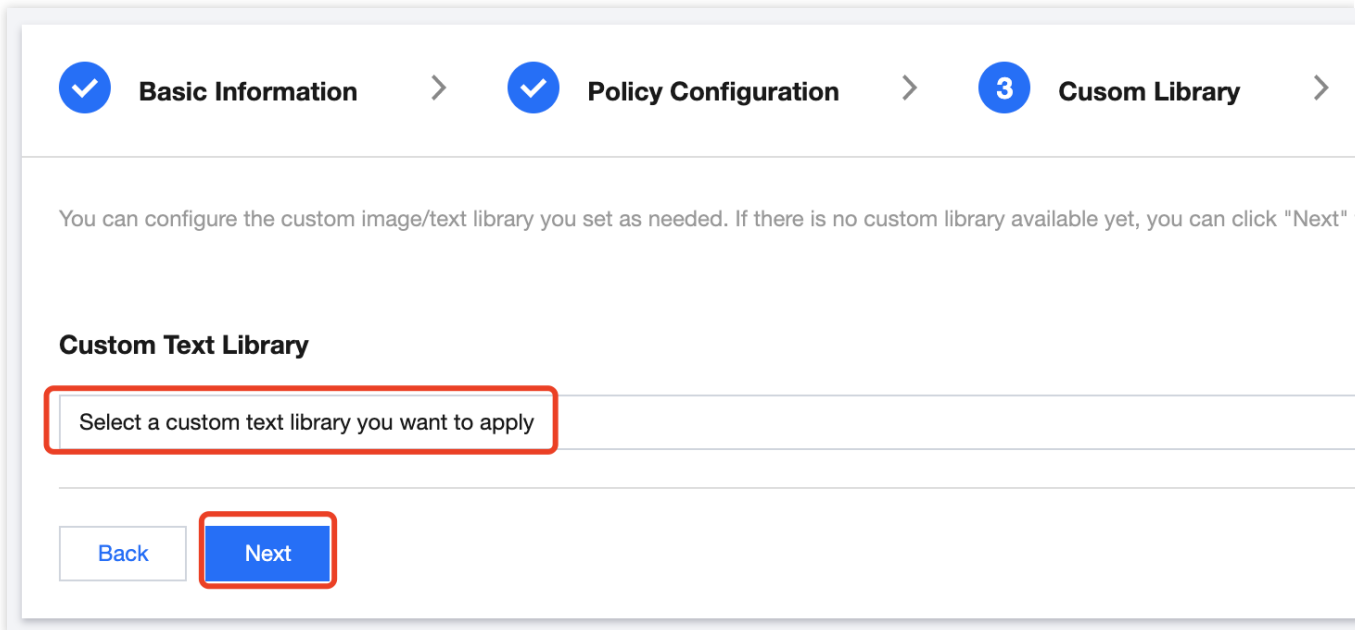 Basic Information > Policy Configuration > 3 Cusom Library >
You can configure the custom image/text library you set as needed. If there is no custom library available yet, you can click "Next"
Custom Text Library
Select a custom text library you want to apply
Back Next